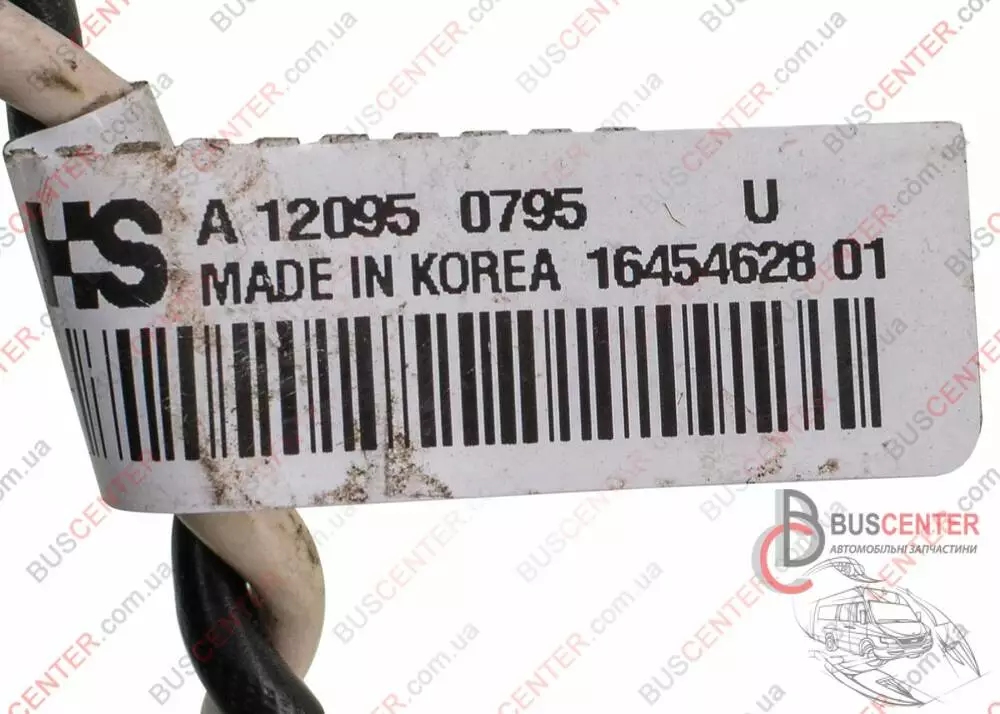 HS
A 12095 0795 U
MADE IN KOREA 16454628 01
BUSCENTER
АВТОМОБІЛЬНІ ЗАПЧАСТИНИ
BUSCENTER.com.ua